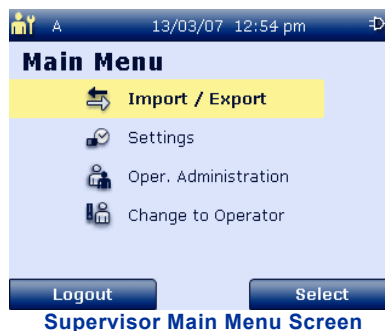 A 13/03/07 12:54 pm
Main Menu
Import / Export
Settings
Oper. Administration
Change to Operator
Logout Select
Supervisor Main Menu Screen